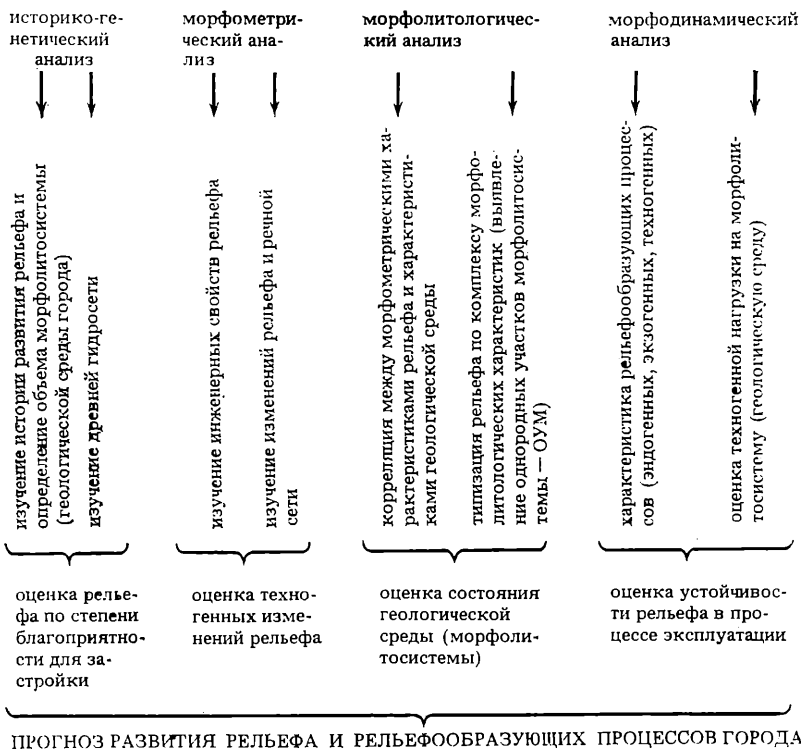 историко-ге-
нетический
анализ
морфометри-
ческий ана-
лиз
морфолитологичес-
кий анализ
морфодинамический
анализ
изучение истории развития рельефа и
определение объема морфолитосистемы
(геологической среды города)
изучение древней гидросети
изучение инженерных свойств рельефа
изучение изменений рельефа и речной
сети
корреляция между морфометрическими ха-
рактеристиками рельефа и характеристи-
ками геологической среды
типизация рельефа по комплексу морфо-
литологических характеристик (выявле-
ние однородных участков морфолитосис-
темы — ОУМ)
характеристика рельефообразующих процес-
сов (эндогенных, экзогенных, техногенных)
оценка техногенной нагрузки на морфоли-
тосистему (геологическую среду)
оценка релье-
фа по степени
благоприятно-
сти для за-
стройки
оценка техно-
генных изме-
нений рельефа
оценка состояния
геологической
среды (морфоли-
тосистемы)
оценка устойчивос-
ти рельефа в про-
цессе эксплуатации
ПРОГНОЗ РАЗВИТИЯ РЕЛЬЕФА И РЕЛЬЕФООБРАЗУЮЩИХ ПРОЦЕССОВ ГОРОДА